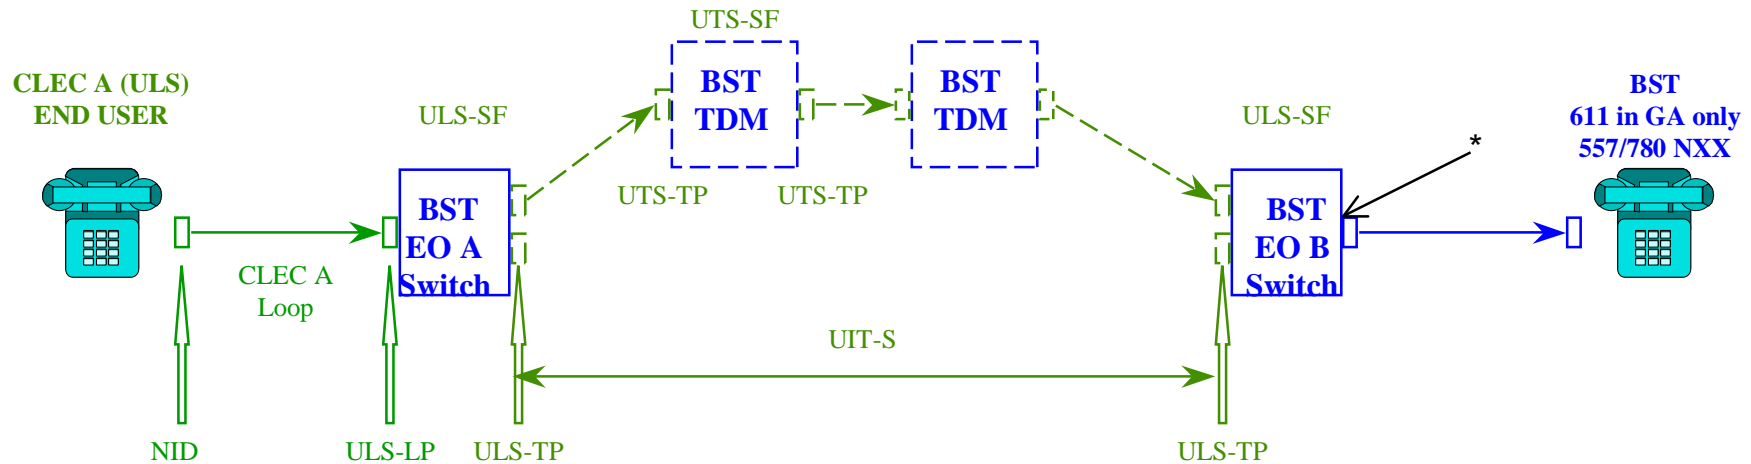 UTS-SF
CLEC A (ULS)
END USER
BST
TDM
BST
TDM
BST
611 in GA only
557/780 NXX
ULS-SF
ULS-SF
*
UTS-TP
UTS-TP
BST
EO A
Switch
BST
EO B
Switch
CLEC A
Loop
UIT-S
NID
ULS-LP
ULS-TP
ULS-TP